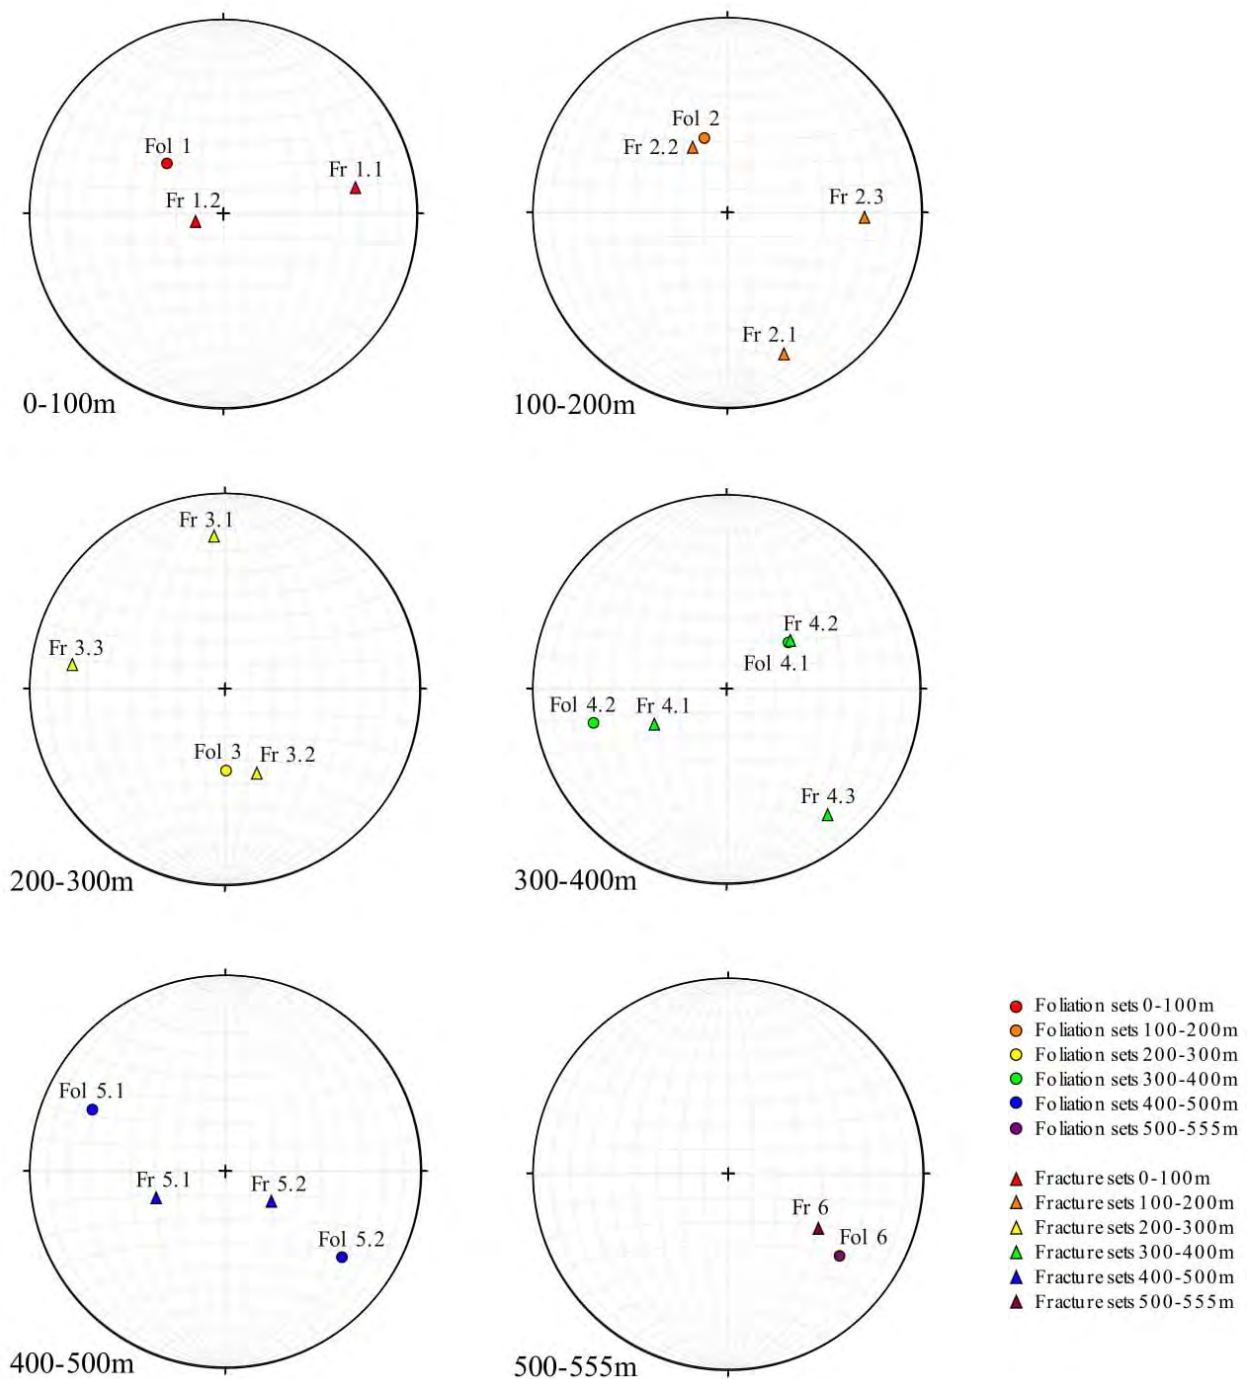 Fol 1
Fr 1.1
Fr 1.2
0-100m
Fol 2
Fr 2.2
Fr 2.3
Fr 2.1
100-200m
Fr 3.1
Fr 3.3
Fol 3
Fr 3.2
200-300m
Fr 4.2
Fol 4.1
Fol 4.2
Fr 4.1
Fr 4.3
300-400m
Fol 5.1
Fr 5.1
Fr 5.2
Fol 5.2
400-500m
Fr 6
Fol 6
500-555m
Foliation sets 0-100m
Foliation sets 100-200m
Foliation sets 200-300m
Foliation sets 300-400m
Foliation sets 400-500m
Foliation sets 500-555m
Fracture sets 0-100m
Fracture sets 100-200m
Fracture sets 200-300m
Fracture sets 300-400m
Fracture sets 400-500m
Fracture sets 500-555m